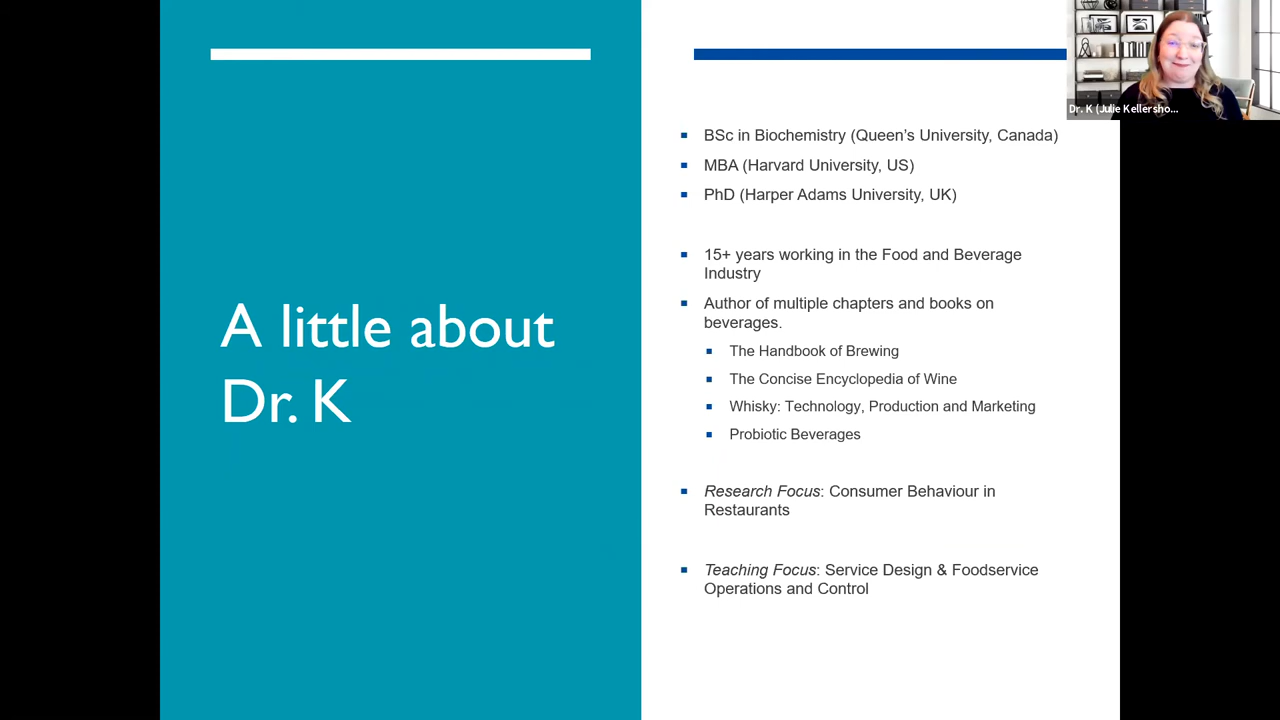 A little about
Dr. K
Dr. K (Julie Kellersho...
BSc in Biochemistry (Queen's University, Canada)
MBA (Harvard University, US)
PhD (Harper Adams University, UK)
15+ years working in the Food and Beverage
Industry
Author of multiple chapters and books on
beverages.
The Handbook of Brewing
The Concise Encyclopedia of Wine
Whisky: Technology, Production and Marketing
Probiotic Beverages
Research Focus: Consumer Behaviour in
Restaurants
Teaching Focus: Service Design & Foodservice
Operations and Control